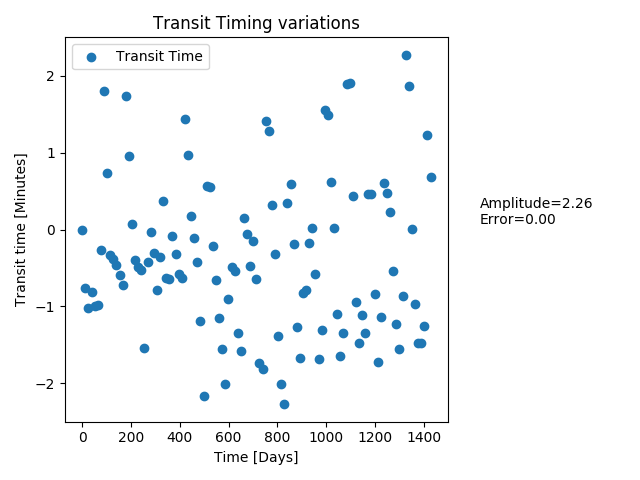 Transit Timing variations
Transit Time
2
1
0
−1
−2
Transit time [Minutes]
0 200 400 600 800 1000 1200 1400
Time [Days]
Amplitude=2.26
Error=0.00